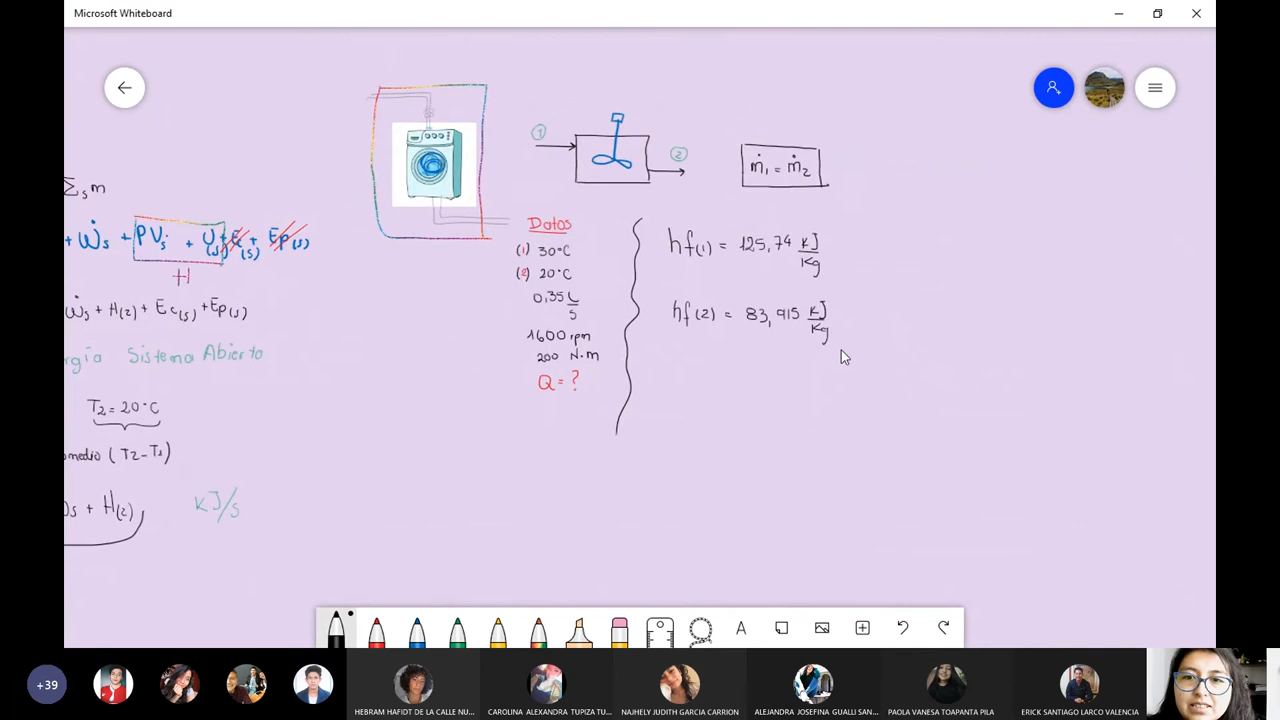 Microsoft Whiteboard
Σs m
+ Ẇs + PVs + U(s) + Ec(s) + Ep(s)
H
ẇs + H(2) + Ec(s) + Ep(s)
rgía Sistema Abierto
T2 = 20°C
medio (T2 - T1)
s + H(2)
kJ/s
1
2
ṁ1 = ṁ2
Datos
(1) 30°C
(2) 20°C
0,35 L/s
1600 rpm
200 N.m
Q = ?
hf(1) = 125,74 kJ/Kg
hf(2) = 83,915 kJ/Kg
A
+39
HEBRAM HAFIDT DE LA CALLE NU...
CAROLINA ALEXANDRA TUPIZA TU...
NAJHELY JUDITH GARCIA CARRION
ALEJANDRA JOSEFINA GUALLI SAN...
PAOLA VANESA TOAPANTA PILA
ERICK SANTIAGO LARCO VALENCIA